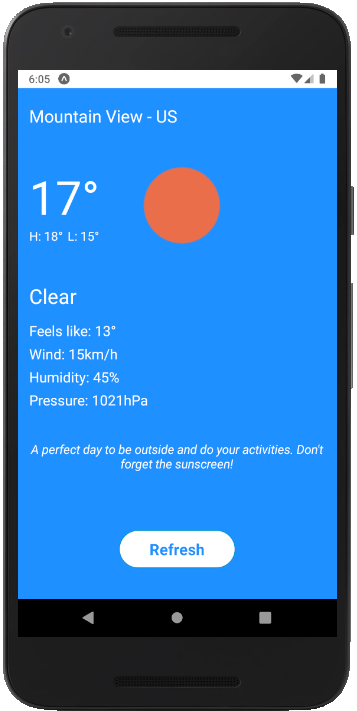 6:05
Mountain View - US
17°
H: 18° L: 15°
Clear
Feels like: 13°
Wind: 15km/h
Humidity: 45%
Pressure: 1021hPa
A perfect day to be outside and do your activities. Don't
forget the sunscreen!
Refresh